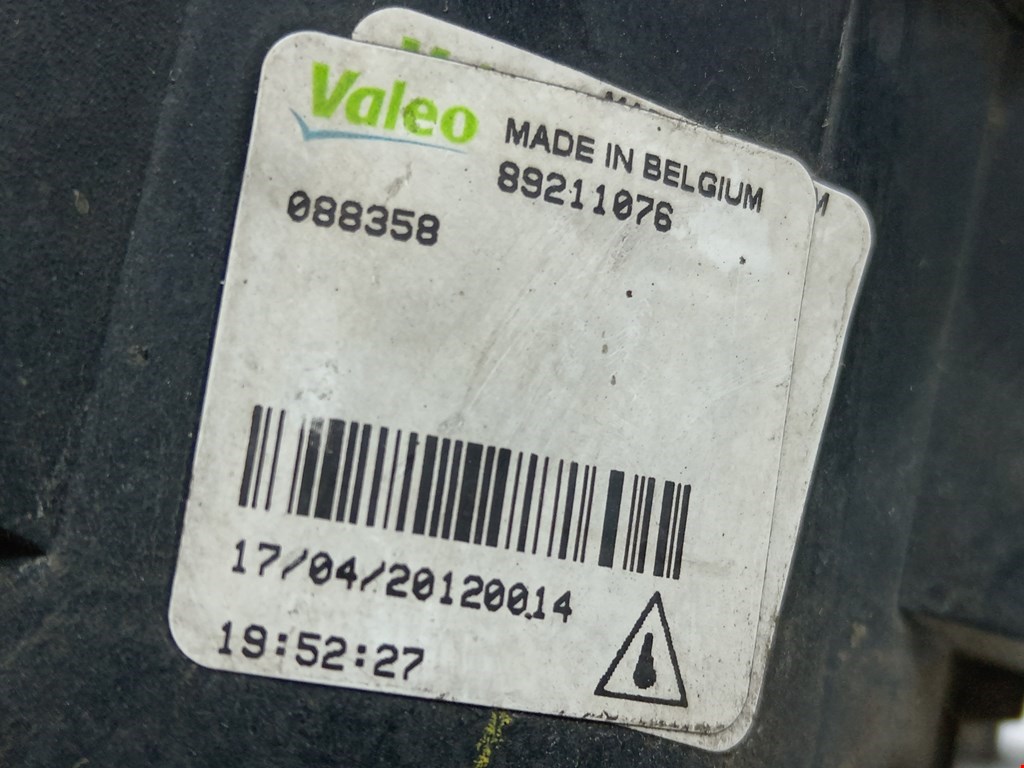 Valeo
MADE IN BELGIUM
89211076
088358
17/04/20120014
19:52:27